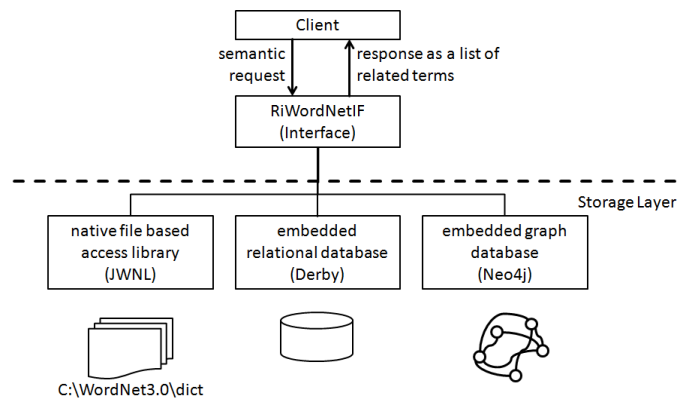 Client
semantic
request
response as a list of
related terms
RiWordNetIF
(Interface)
Storage Layer
native file based
access library
(JWNL)
embedded
relational database
(Derby)
embedded graph
database
(Neo4j)
C:\WordNet3.0\dict